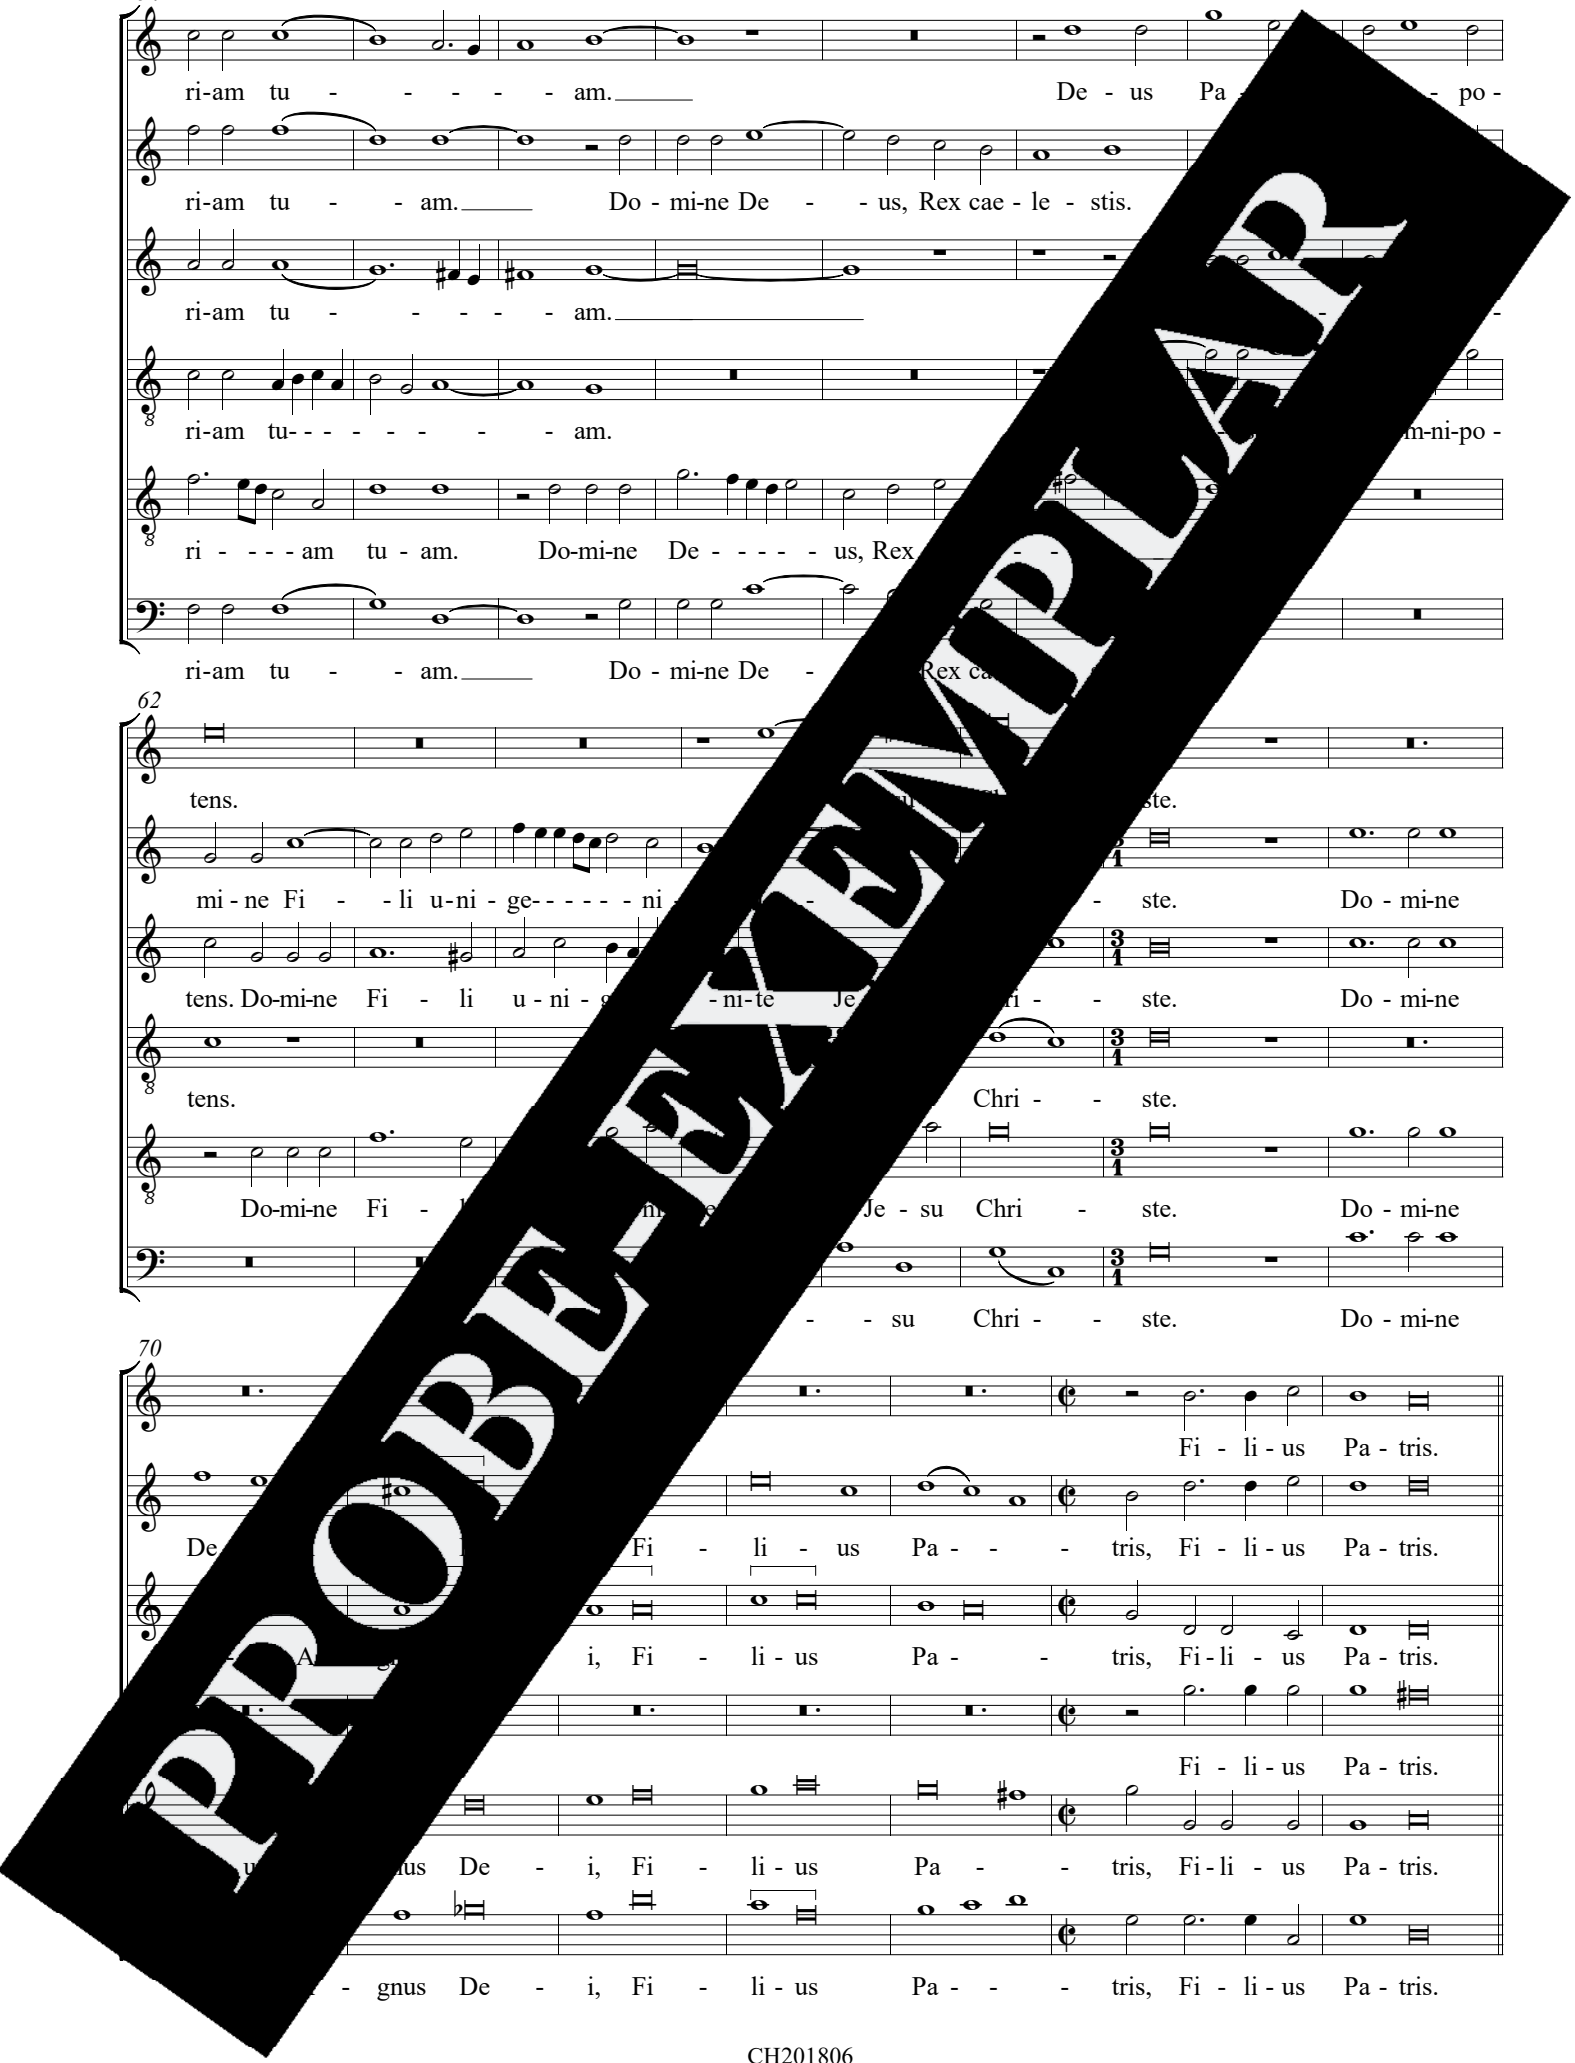 ri-am tu - - - - am.____ De - us Pa - - po -
ri-am tu - - am.____ Do - mi-ne De - - us, Rex cae - le - stis.
ri-am tu - - - - - am.____ -
ri-am tu- - - - - - - - am. m-ni-po -
ri - - - - am tu - am. Do-mi-ne De - - - - - us, Rex - -
ri-am tu - - am.____ Do - mi-ne De - Rex
62
tens. ste.
mi - ne Fi - - li u-ni - ge- - - - - - ni - - - ste. Do - mi-ne
tens. Do-mi-ne Fi - li u - ni - - ni-te Je - - ste. Do - mi-ne
tens. Chri - - ste.
Do-mi-ne Fi - Je - su Chri - ste. Do - mi-ne
- - su Chri - - ste. Do - mi-ne
70
Fi - li - us Pa - tris.
De Fi - li - us Pa - - - tris, Fi - li - us Pa - tris.
- i, Fi - li - us Pa - - tris, Fi - li - us Pa - tris.
Fi - li - us Pa - tris.
De - i, Fi - li - us Pa - - tris, Fi - li - us Pa - tris.
- gnus De - i, Fi - li - us Pa - - - tris, Fi - li - us Pa - tris.
PROBE-EXEMPLAR
CH201806